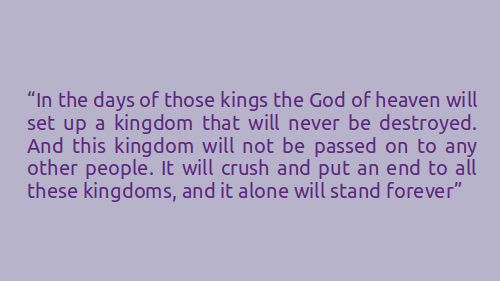 “In the days of those kings the God of heaven will
set up a kingdom that will never be destroyed.
And this kingdom will not be passed on to any
other people. It will crush and put an end to all
these kingdoms, and it alone will stand forever”